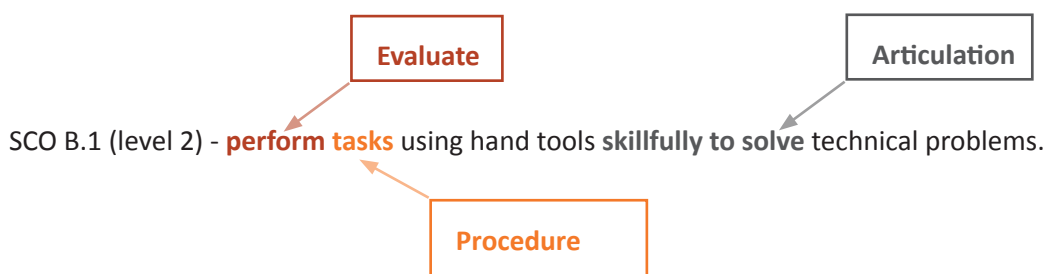 Evaluate
Articulation
SCO B.1 (level 2) - perform tasks using hand tools skillfully to solve technical problems.
Procedure